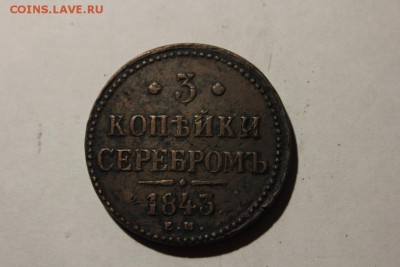 COINS.LAVE.RU
• 3 •
КОПѢЙКИ
СЕРЕБРОМЪ
1843.
Е.М.